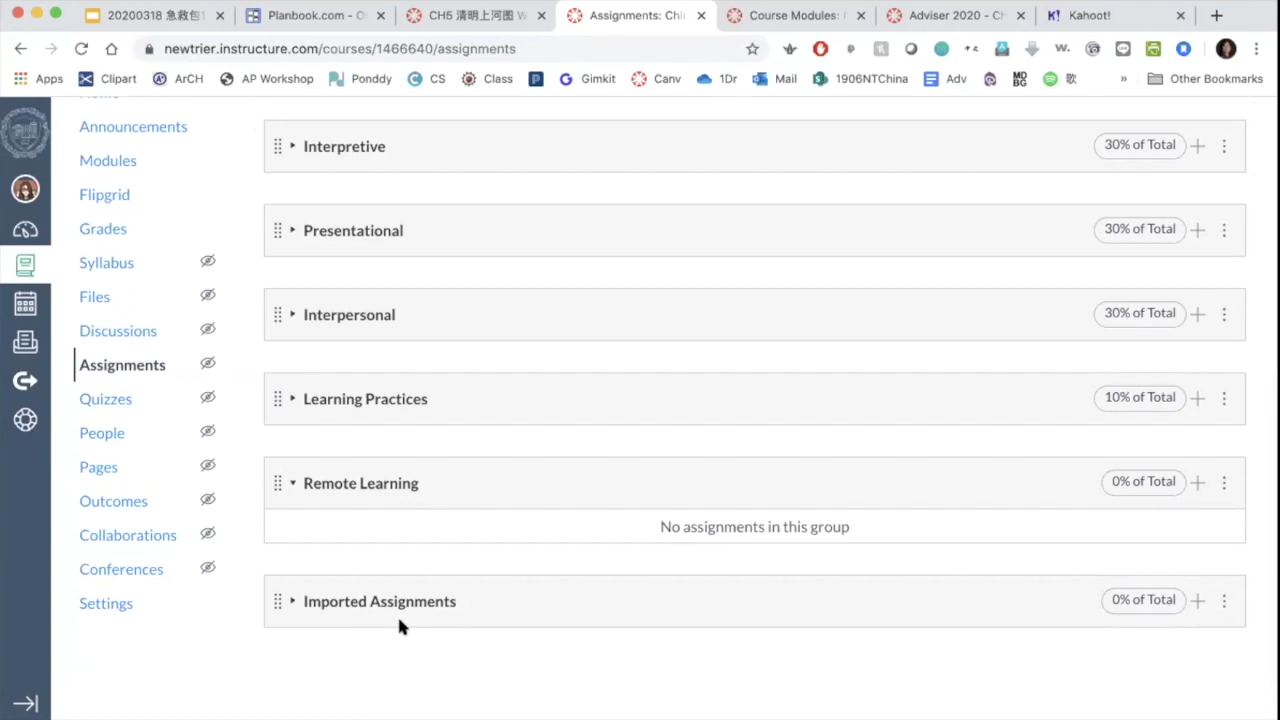 20200318 急救包
Planbook.com - O
CH5 清明上河图 W
Assignments: Chi
Course Modules:
Adviser 2020 - Ch
K! Kahoot!
newtrier.instructure.com/courses/1466640/assignments
Apps
Clipart
ArCH
AP Workshop
Ponddy
CS
Class
Gimkit
Canv
1Dr
Mail
1906NTChina
Adv
MDBG
歌
»
Other Bookmarks
Announcements
Modules
Flipgrid
Grades
Syllabus
Files
Discussions
Assignments
Quizzes
People
Pages
Outcomes
Collaborations
Conferences
Settings
Interpretive
30% of Total
Presentational
30% of Total
Interpersonal
30% of Total
Learning Practices
10% of Total
Remote Learning
0% of Total
No assignments in this group
Imported Assignments
0% of Total